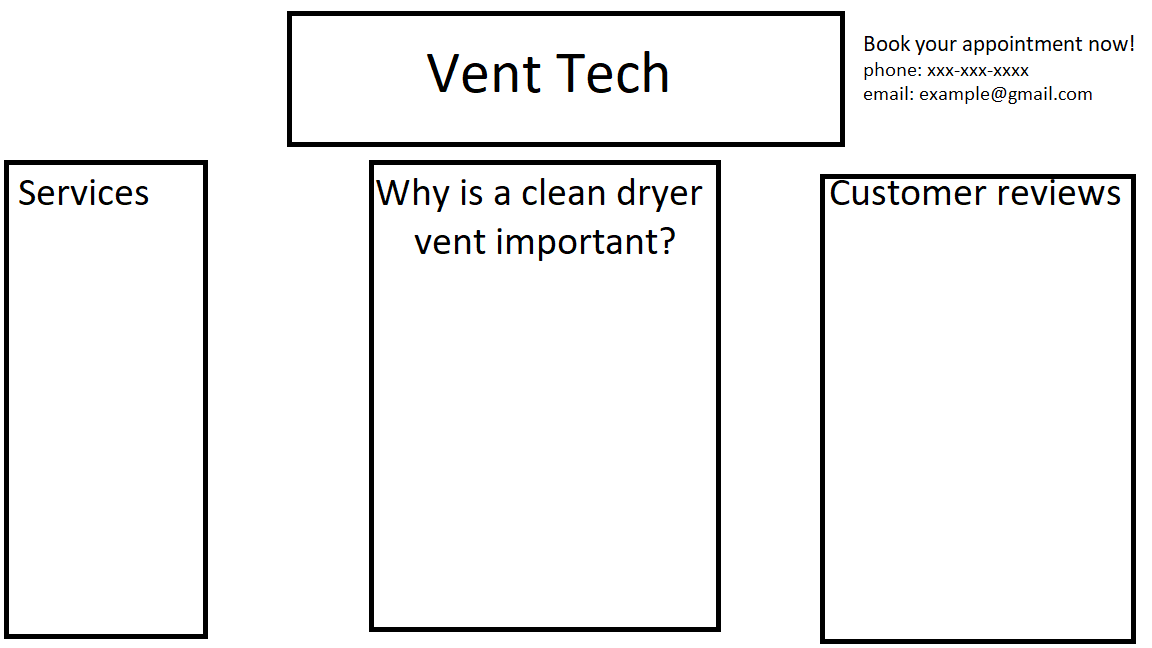 Vent Tech
Book your appointment now!
phone: xxx-xxx-xxxx
email: example@gmail.com
Services
Why is a clean dryer
vent important?
Customer reviews